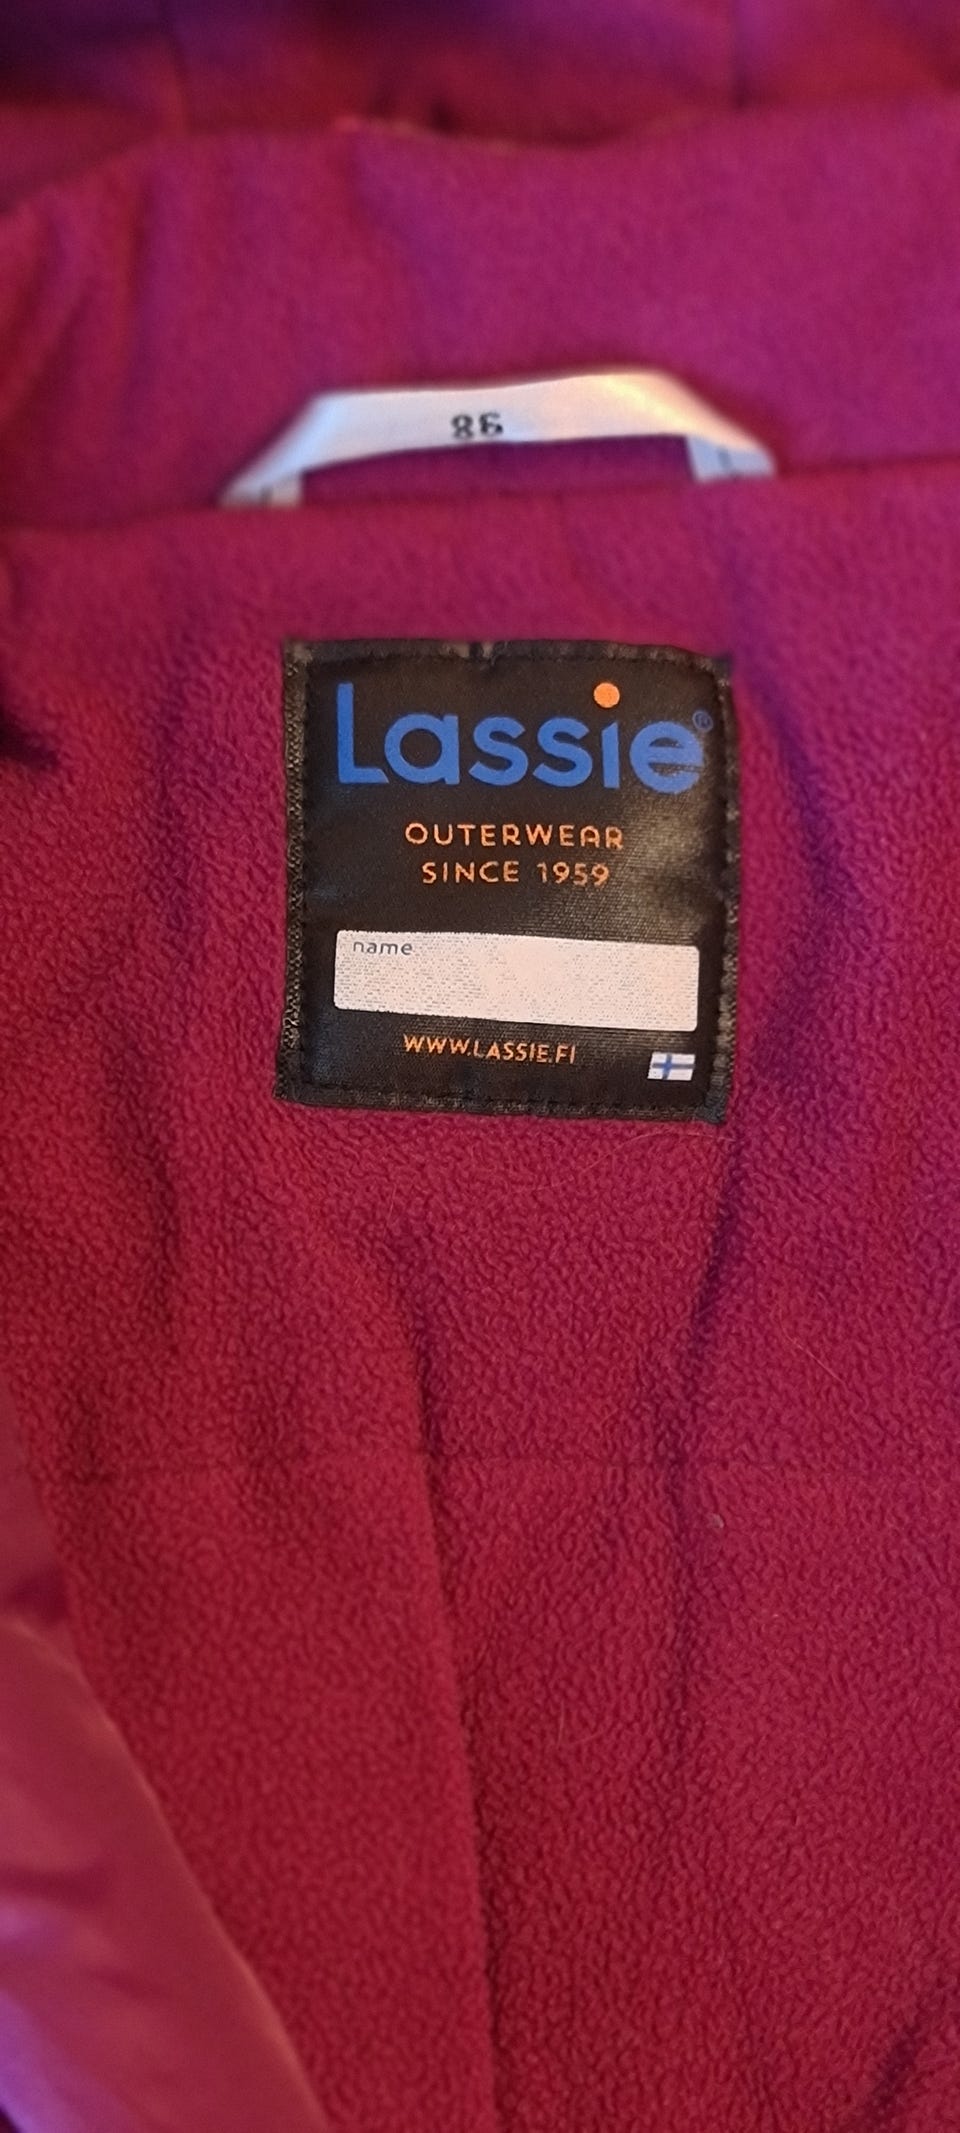 98
Lassie®
OUTERWEAR
SINCE 1959
name
WWW.LASSIE.FI